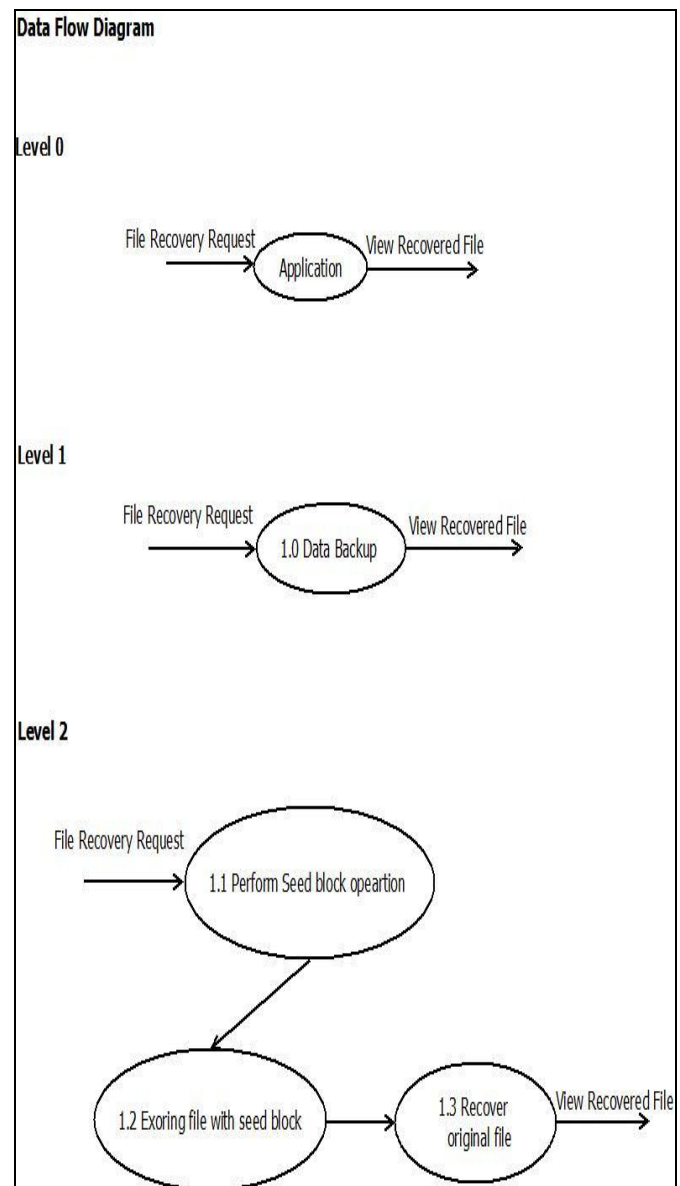 Data Flow Diagram
Level 0
File Recovery Request
Application
View Recovered File
Level 1
File Recovery Request
1.0 Data Backup
View Recovered File
Level 2
File Recovery Request
1.1 Perform Seed block opeartion
1.2 Exoring file with seed block
1.3 Recover
original file
View Recovered File